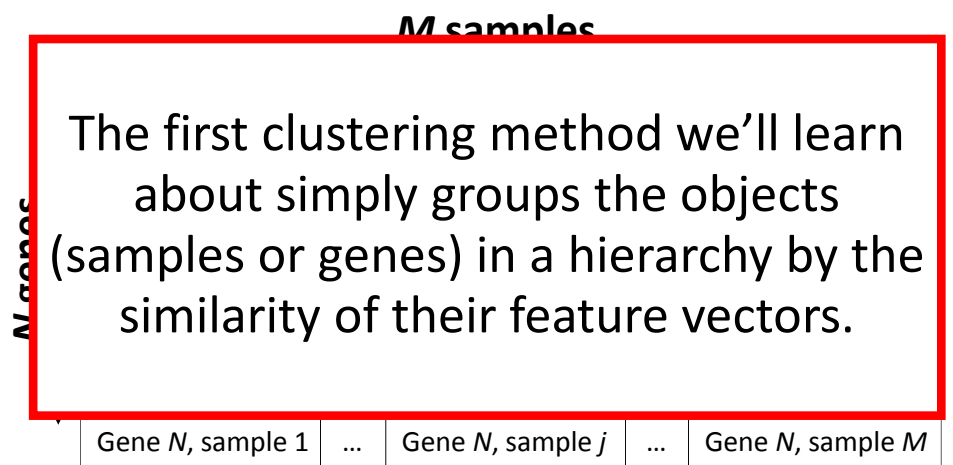 M samples
The first clustering method we’ll learn
about simply groups the objects
(samples or genes) in a hierarchy by the
similarity of their feature vectors.
N genes
Gene N, sample 1 … Gene N, sample j … Gene N, sample M